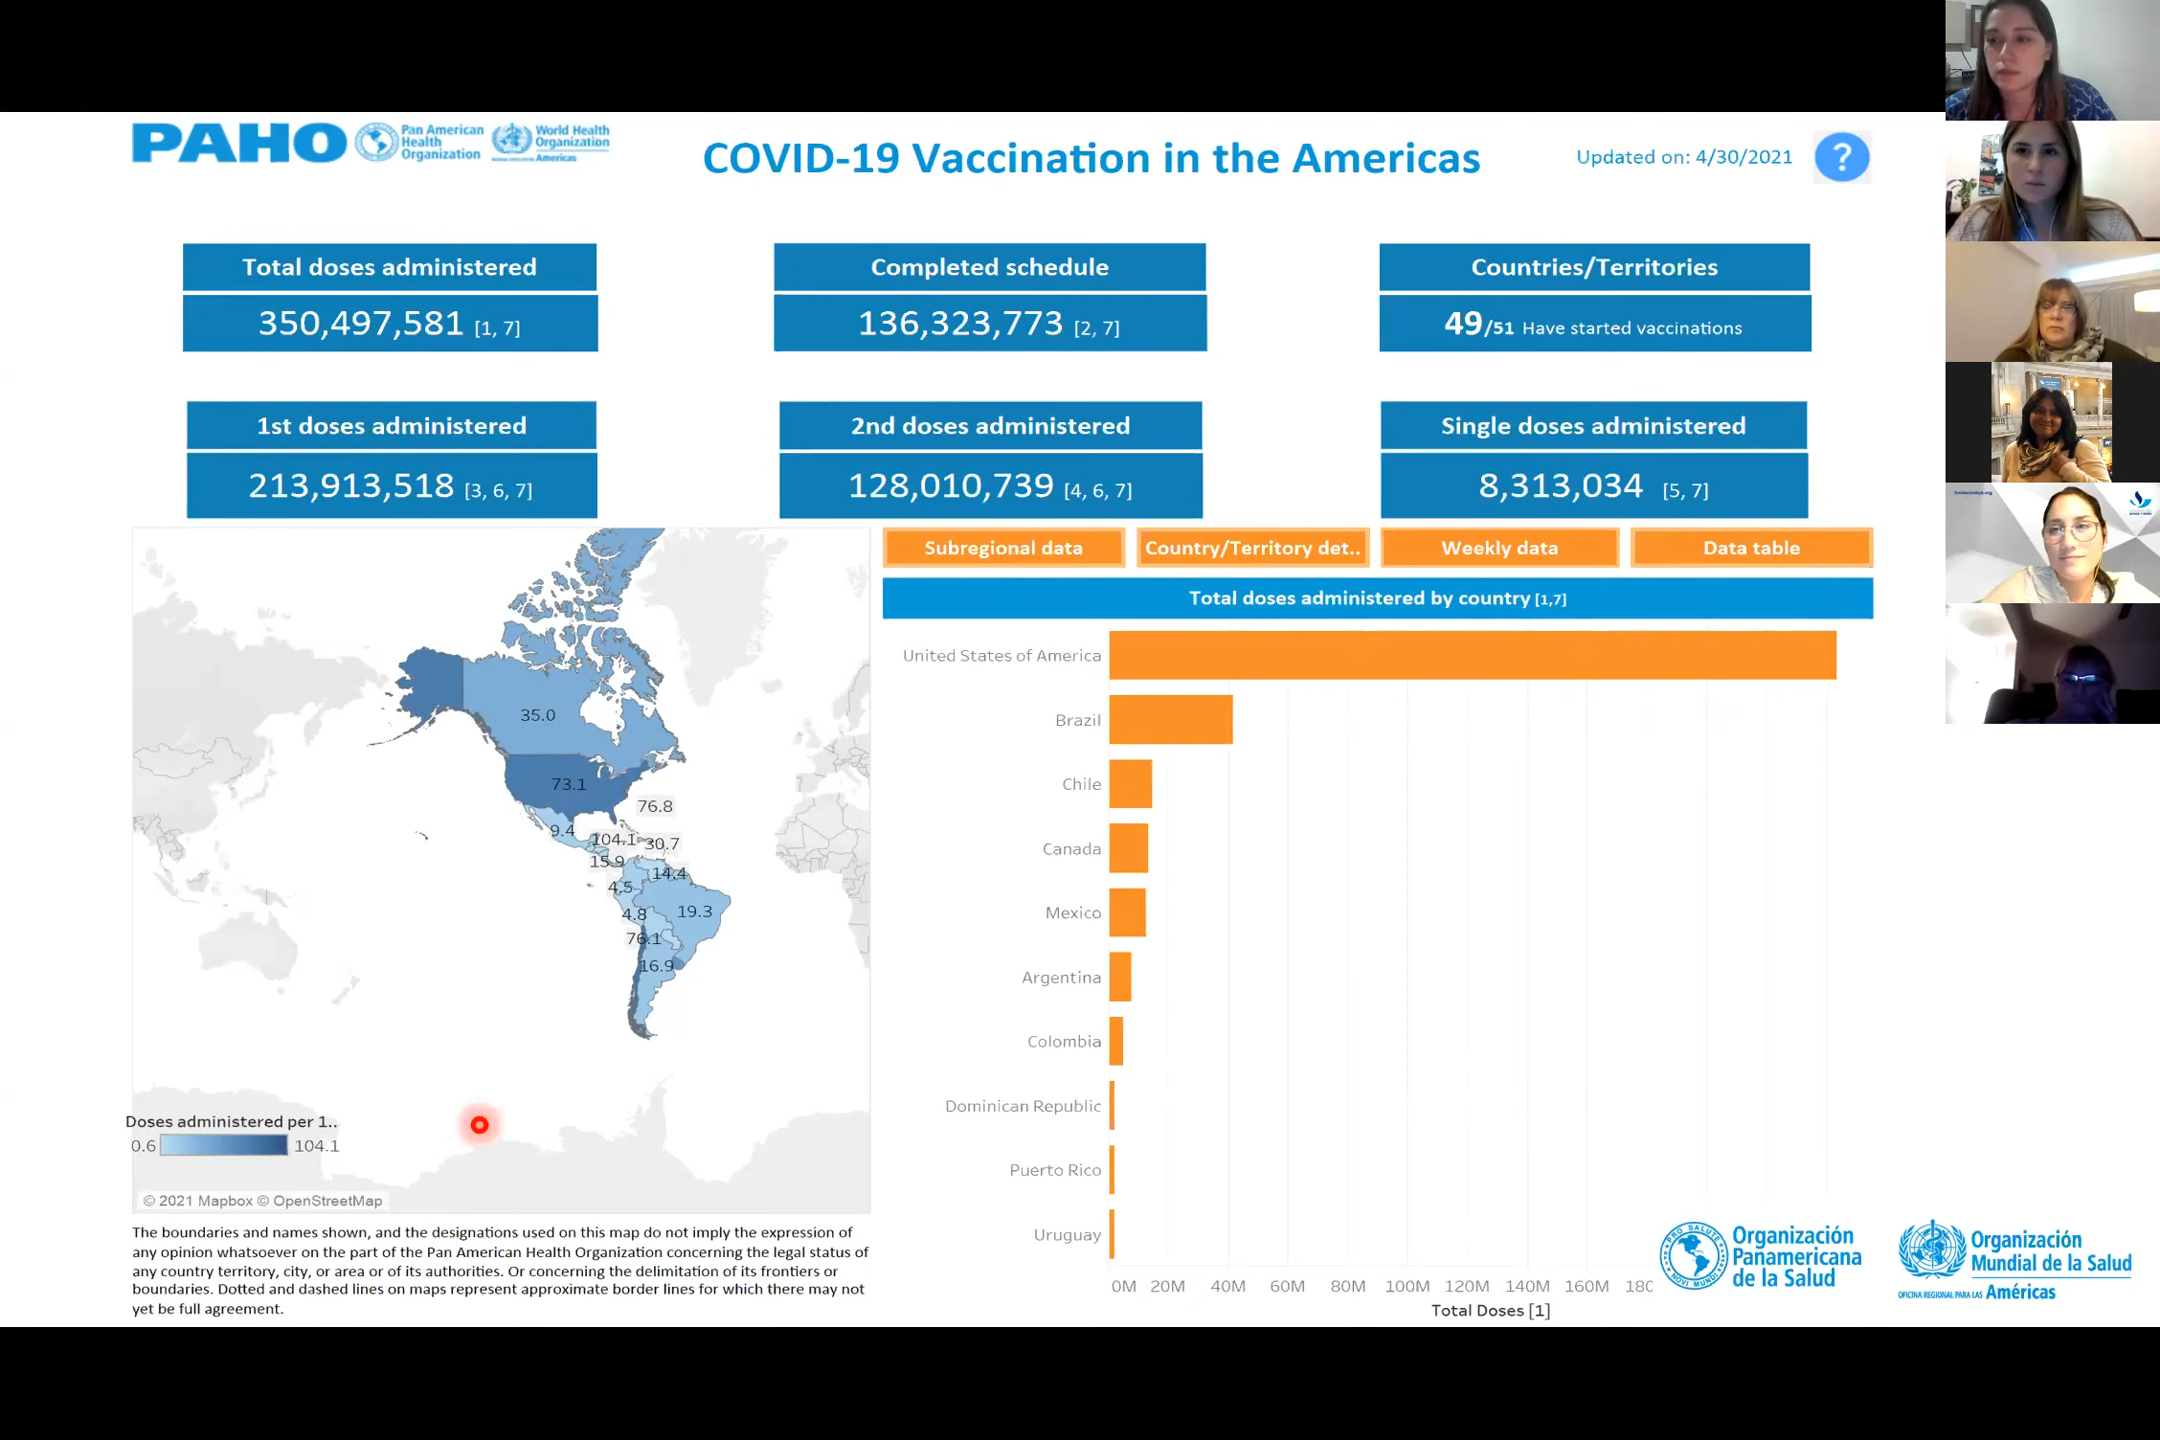 PAHO
Pan American
Health
Organization
World Health
Organization
Americas
COVID-19 Vaccination in the Americas
Updated on: 4/30/2021
?
Total doses administered
350,497,581 [1, 7]
Completed schedule
136,323,773 [2, 7]
Countries/Territories
49/51 Have started vaccinations
1st doses administered
213,913,518 [3, 6, 7]
2nd doses administered
128,010,739 [4, 6, 7]
Single doses administered
8,313,034 [5, 7]
35.0
73.1
76.8
9.4
104.1
30.7
15.9
14.4
4.5
4.8
19.3
76.1
16.9
Doses administered per 1..
0.6
104.1
© 2021 Mapbox © OpenStreetMap
The boundaries and names shown, and the designations used on this map do not imply the expression of
any opinion whatsoever on the part of the Pan American Health Organization concerning the legal status of
any country territory, city, or area or of its authorities. Or concerning the delimitation of its frontiers or
boundaries. Dotted and dashed lines on maps represent approximate border lines for which there may not
yet be full agreement.
Subregional data
Country/Territory det..
Weekly data
Data table
Total doses administered by country [1,7]
United States of America
Brazil
Chile
Canada
Mexico
Argentina
Colombia
Dominican Republic
Puerto Rico
Uruguay
0M 20M 40M 60M 80M 100M 120M 140M 160M 180
Total Doses [1]
PRO SALUTE
NOVI MUNDI
Organización
Panamericana
de la Salud
Organización
Mundial de la Salud
OFICINA REGIONAL PARA LAS Américas